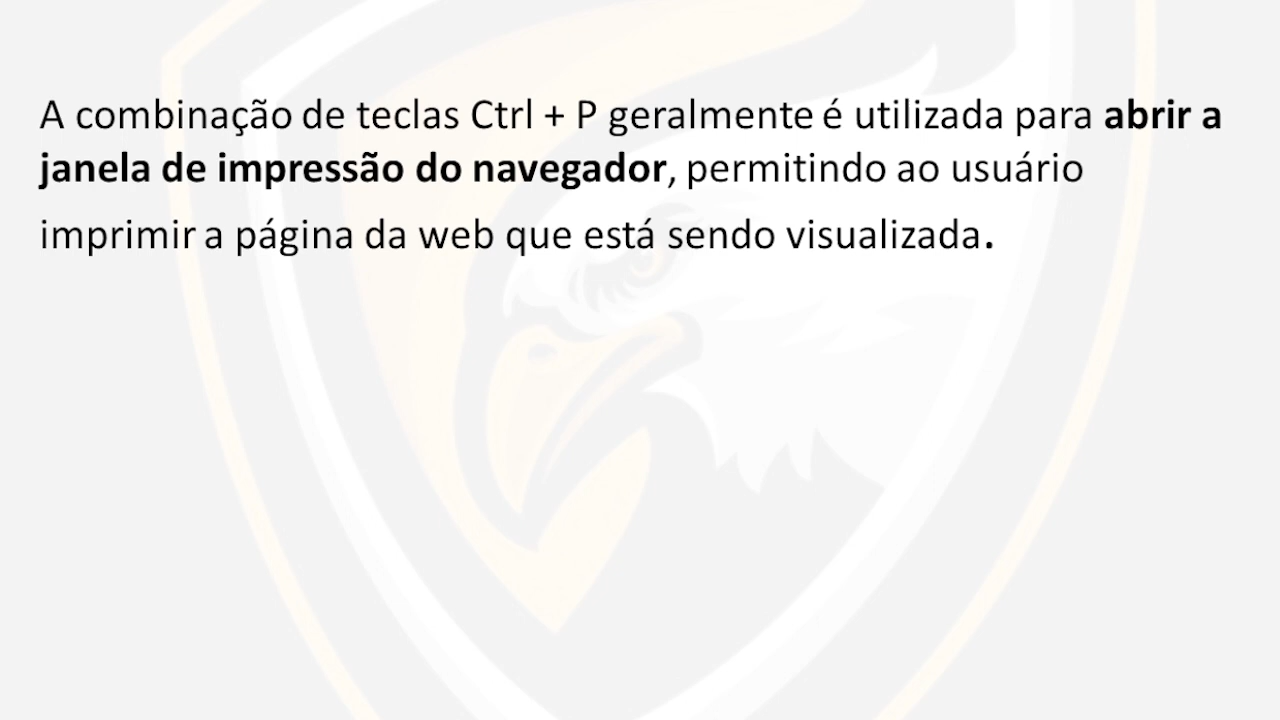 A combinação de teclas Ctrl + P geralmente é utilizada para abrir a
janela de impressão do navegador, permitindo ao usuário
imprimir a página da web que está sendo visualizada.